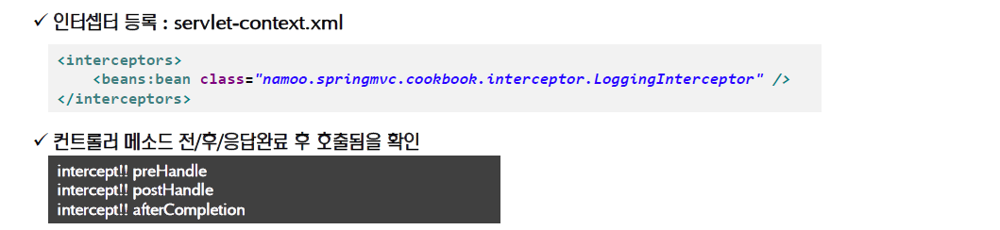 ✓ 인터셉터 등록 : servlet-context.xml
<interceptors>
<beans:bean class="namoo.springmvc.cookbook.interceptor.LoggingInterceptor" />
</interceptors>
✓ 컨트롤러 메소드 전/후/응답완료 후 호출됨을 확인
intercept!! preHandle
intercept!! postHandle
intercept!! afterCompletion